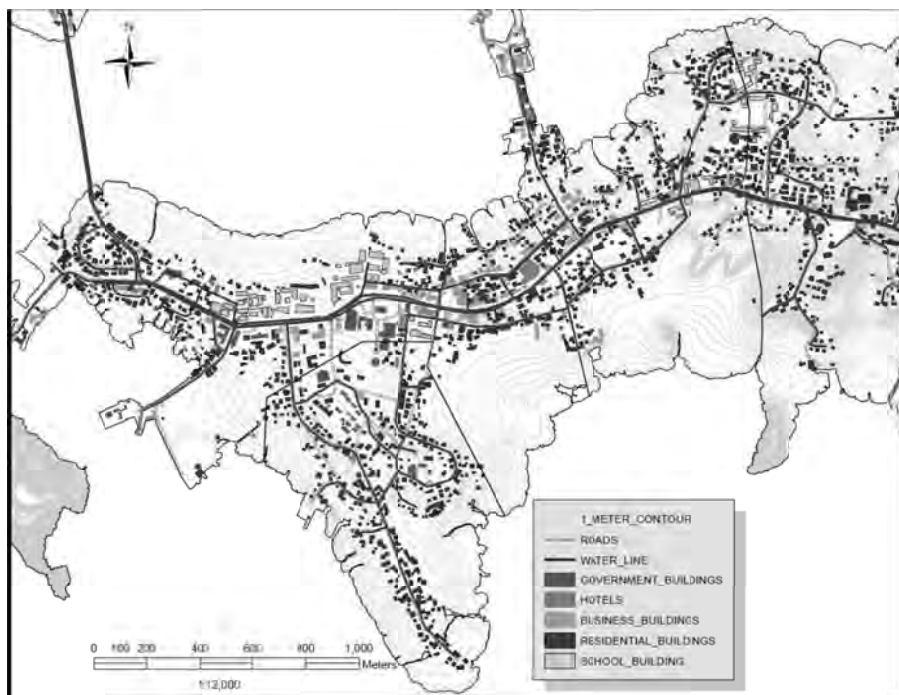 1_METER_CONTOUR
ROADS
WATER_LINE
GOVERNMENT_BUILDINGS
HOTELS
BUSINESS_BUILDINGS
RESIDENTIAL_BUILDINGS
SCHOOL_BUILDING
0 100 200 400 600 800 1,000
Meters
1:12,000